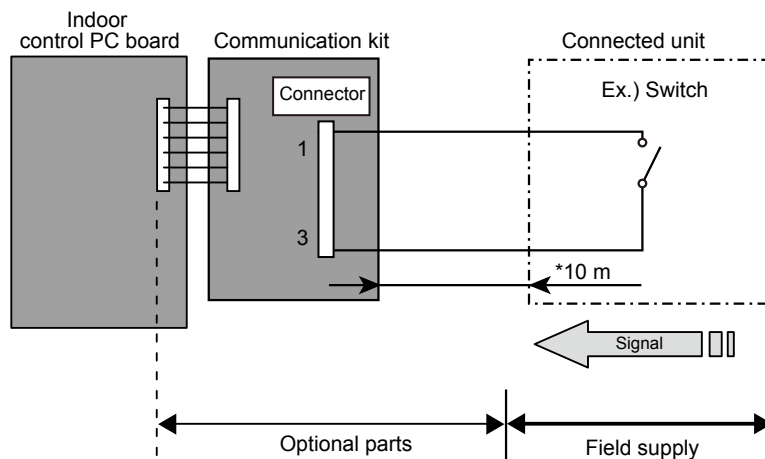 Indoor
control PC board
Communication kit
Connected unit
Connector
Ex.) Switch
1
3
*10 m
Signal
Optional parts
Field supply